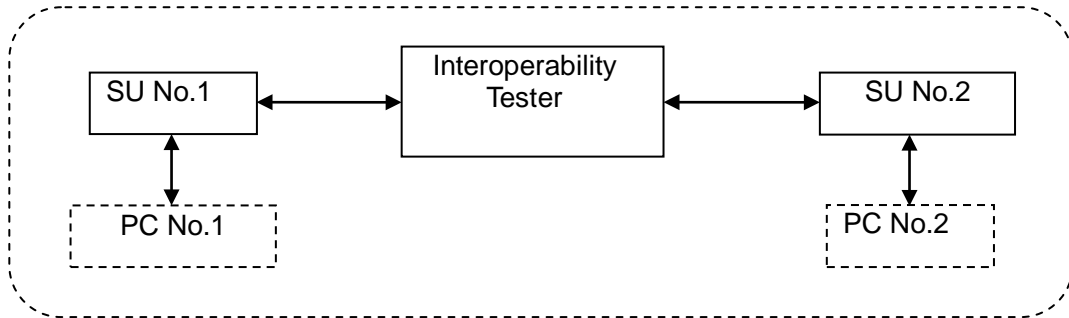 Interoperability
Tester
SU No.1
SU No.2
PC No.1
PC No.2